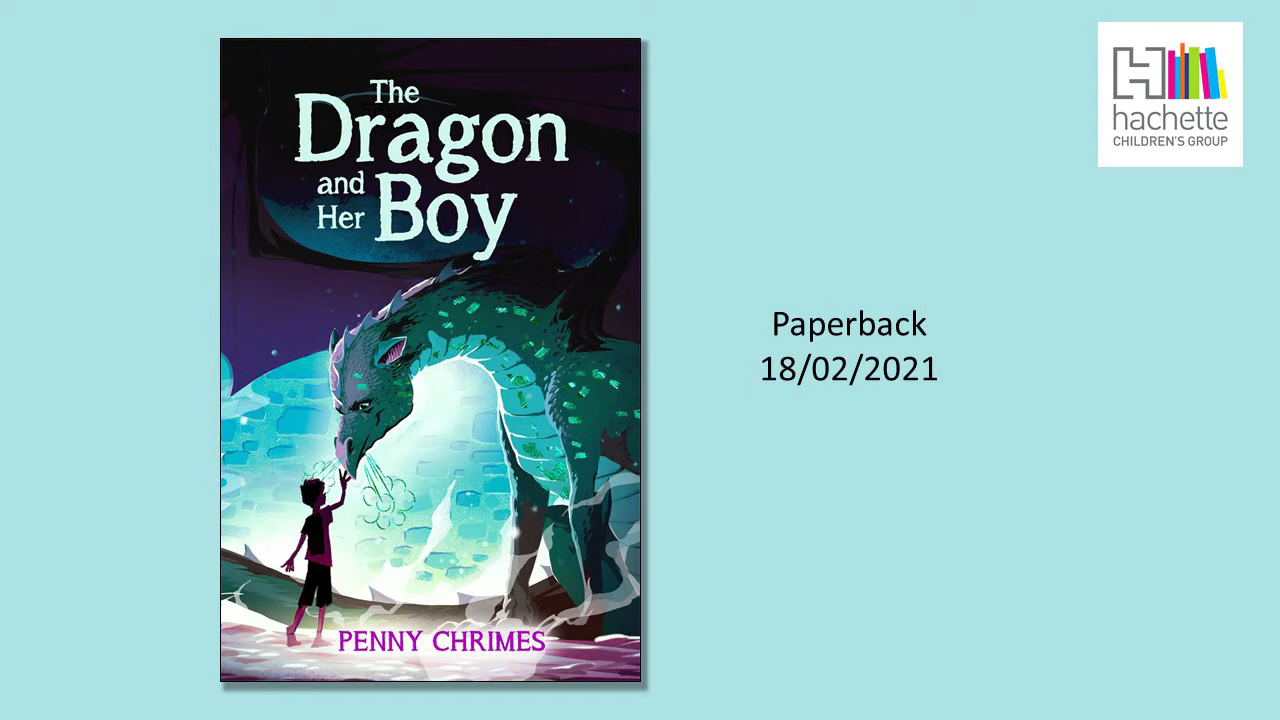 The
Dragon
and
Her
Boy
PENNY CHRIMES
Paperback
18/02/2021
hachette
CHILDREN'S GROUP